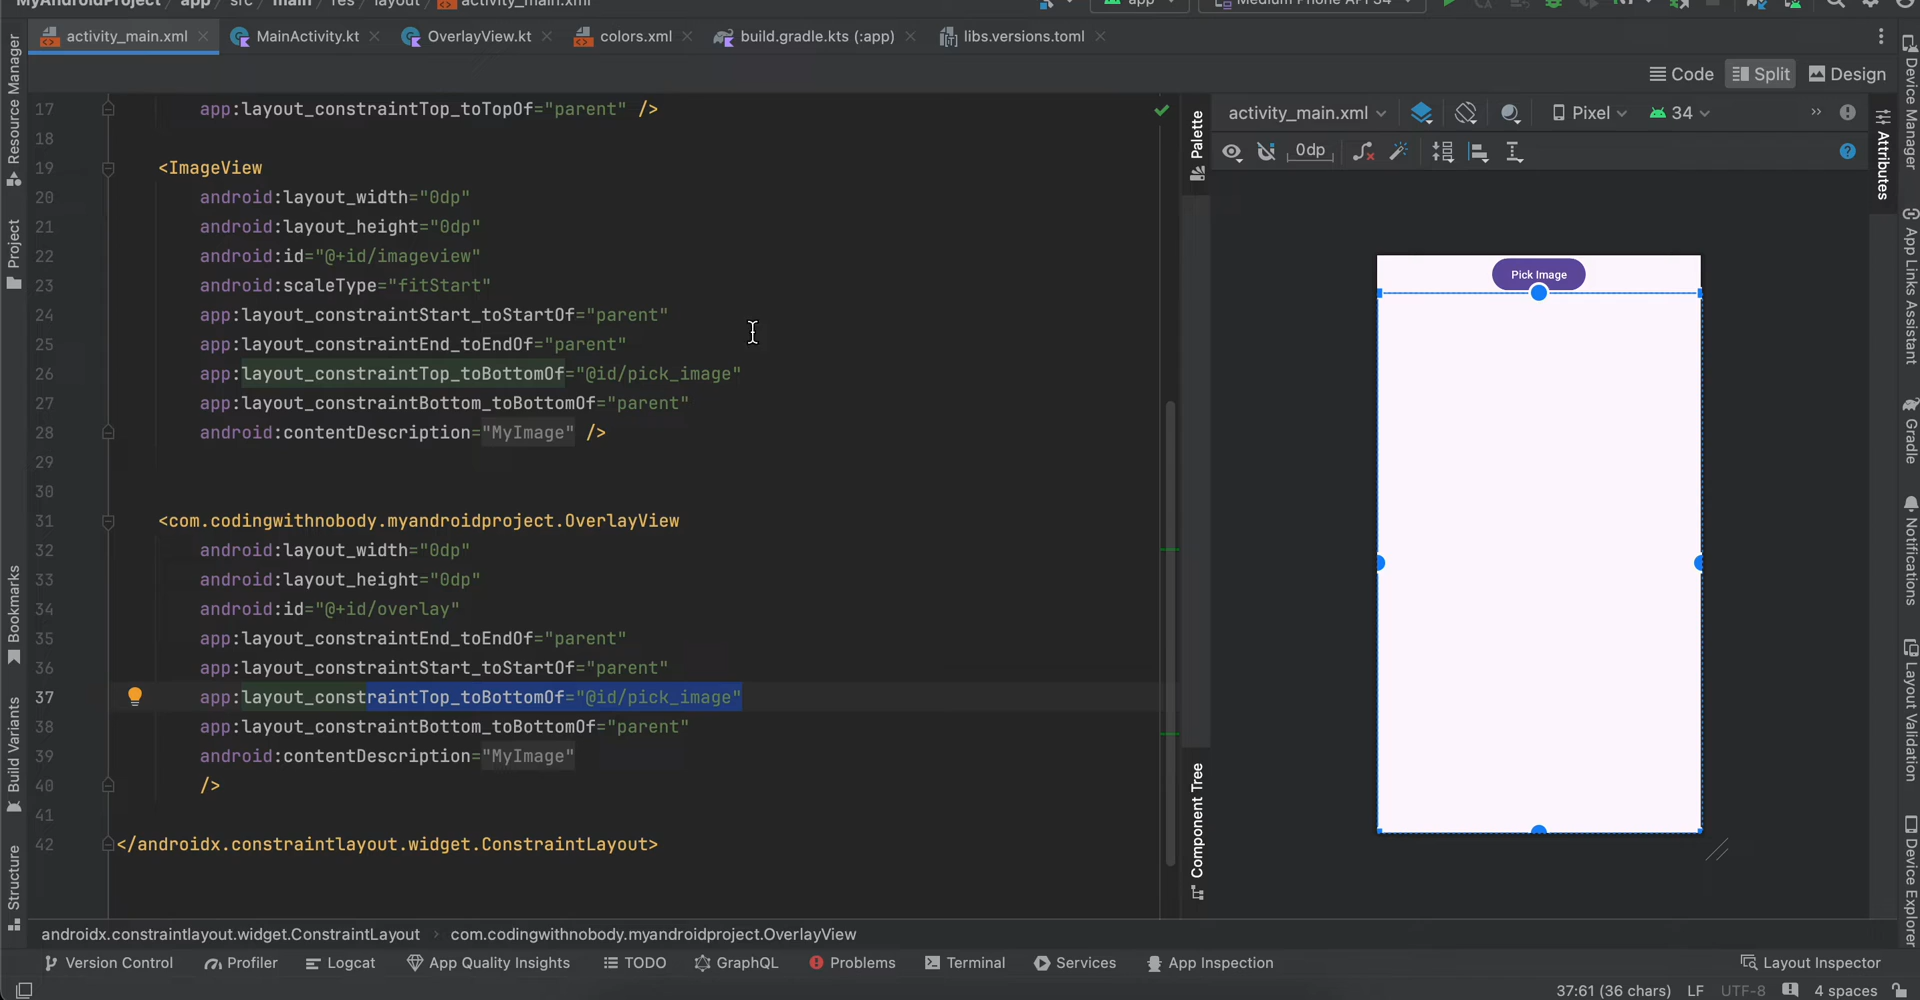 MyAndroidProject › app › src › main › res › layout › activity_main.xml
app
Medium Phone API 34
activity_main.xml
MainActivity.kt
OverlayView.kt
colors.xml
build.gradle.kts (:app)
libs.versions.toml
Code
Split
Design
17 app:layout_constraintTop_toTopOf="parent" />
18
19 <ImageView
20 android:layout_width="0dp"
21 android:layout_height="0dp"
22 android:id="@+id/imageview"
23 android:scaleType="fitStart"
24 app:layout_constraintStart_toStartOf="parent"
25 app:layout_constraintEnd_toEndOf="parent"
26 app:layout_constraintTop_toBottomOf="@id/pick_image"
27 app:layout_constraintBottom_toBottomOf="parent"
28 android:contentDescription="MyImage" />
29
30
31 <com.codingwithnobody.myandroidproject.OverlayView
32 android:layout_width="0dp"
33 android:layout_height="0dp"
34 android:id="@+id/overlay"
35 app:layout_constraintEnd_toEndOf="parent"
36 app:layout_constraintStart_toStartOf="parent"
37 app:layout_constraintTop_toBottomOf="@id/pick_image"
38 app:layout_constraintBottom_toBottomOf="parent"
39 android:contentDescription="MyImage"
40 />
41
42 </androidx.constraintlayout.widget.ConstraintLayout>
activity_main.xml
Pixel
34
0dp
Pick Image
Palette
Component Tree
Attributes
Resource Manager
Project
Bookmarks
Build Variants
Structure
Device Manager
App Links Assistant
Gradle
Notifications
Layout Validation
Device Explorer
androidx.constraintlayout.widget.ConstraintLayout › com.codingwithnobody.myandroidproject.OverlayView
Version Control
Profiler
Logcat
App Quality Insights
TODO
GraphQL
Problems
Terminal
Services
App Inspection
Layout Inspector
37:61 (36 chars)
LF
UTF-8
4 spaces